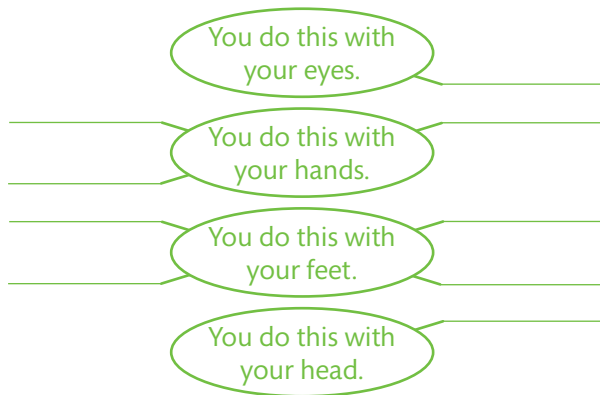 You do this with
your eyes.
You do this with
your hands.
You do this with
your feet.
You do this with
your head.